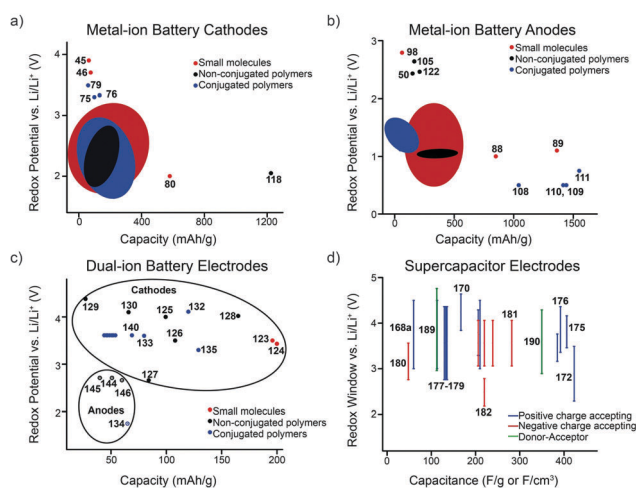 a)
Metal-ion Battery Cathodes
Redox Potential vs. Li/Li⁺ (V)
4
3
2
0
400
800
1200
Capacity (mAh/g)
45
46
79
75
76
80
118
Small molecules
Non-conjugated polymers
Conjugated polymers
b)
Metal-ion Battery Anodes
Redox Potential vs. Li/Li⁺ (V)
3
2
1
0
0
500
1000
1500
Capacity (mAh/g)
98
105
50
122
88
89
111
108
110, 109
Small molecules
Non-conjugated polymers
Conjugated polymers
c)
Dual-ion Battery Electrodes
Redox Potential vs. Li/Li⁺ (V)
5
4
3
2
50
100
150
200
Capacity (mAh/g)
Cathodes
129
130
125
132
128
140
133
126
135
123
124
127
145
144
146
Anodes
134
Small molecules
Non-conjugated polymers
Conjugated polymers
d)
Supercapacitor Electrodes
Redox Window vs. Li/Li⁺ (V)
5
4
3
2
1
0
100
200
300
400
Capacitance (F/g or F/cm³)
168a
180
189
170
177-179
181
182
190
176
175
172
Positive charge accepting
Negative charge accepting
Donor-Acceptor